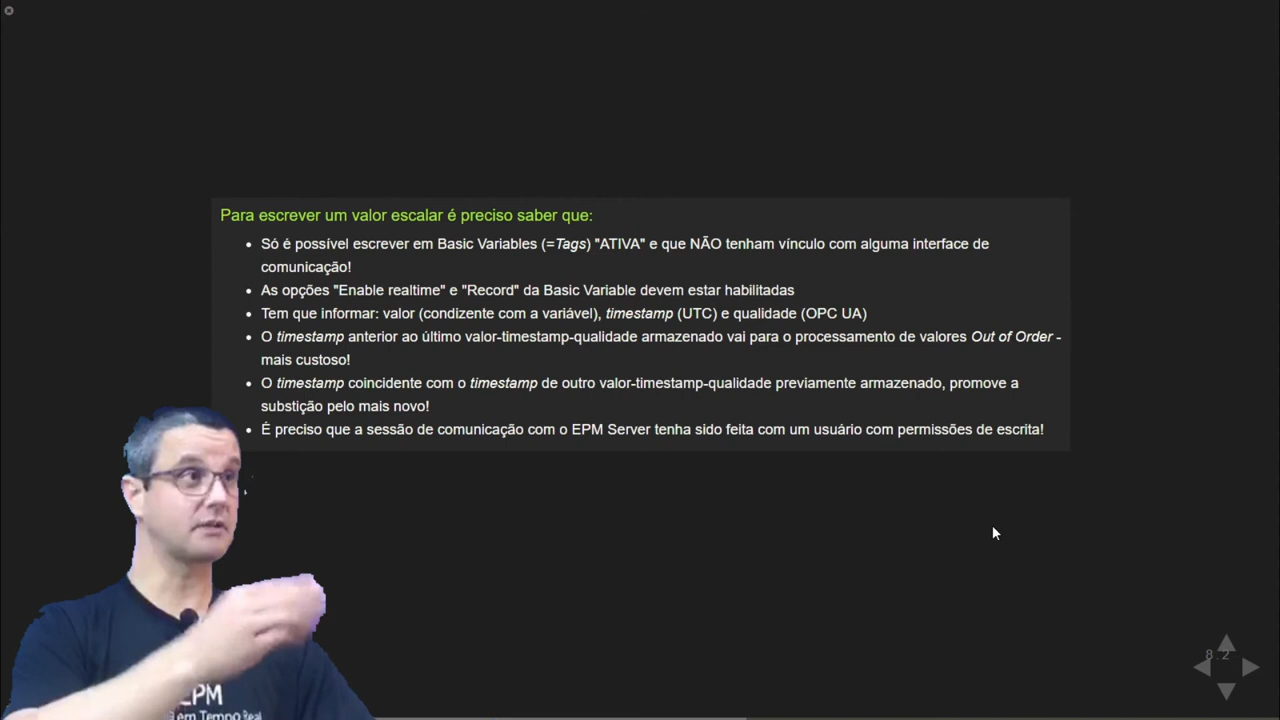 Para escrever um valor escalar é preciso saber que:
• Só é possível escrever em Basic Variables (=Tags) "ATIVA" e que NÃO tenham vínculo com alguma interface de
comunicação!
• As opções "Enable realtime" e "Record" da Basic Variable devem estar habilitadas
• Tem que informar: valor (condizente com a variável), timestamp (UTC) e qualidade (OPC UA)
• O timestamp anterior ao último valor-timestamp-qualidade armazenado vai para o processamento de valores Out of Order -
mais custoso!
• O timestamp coincidente com o timestamp de outro valor-timestamp-qualidade previamente armazenado, promove a
substição pelo mais novo!
• É preciso que a sessão de comunicação com o EPM Server tenha sido feita com um usuário com permissões de escrita!
8.2
EPM
em Tempo Real